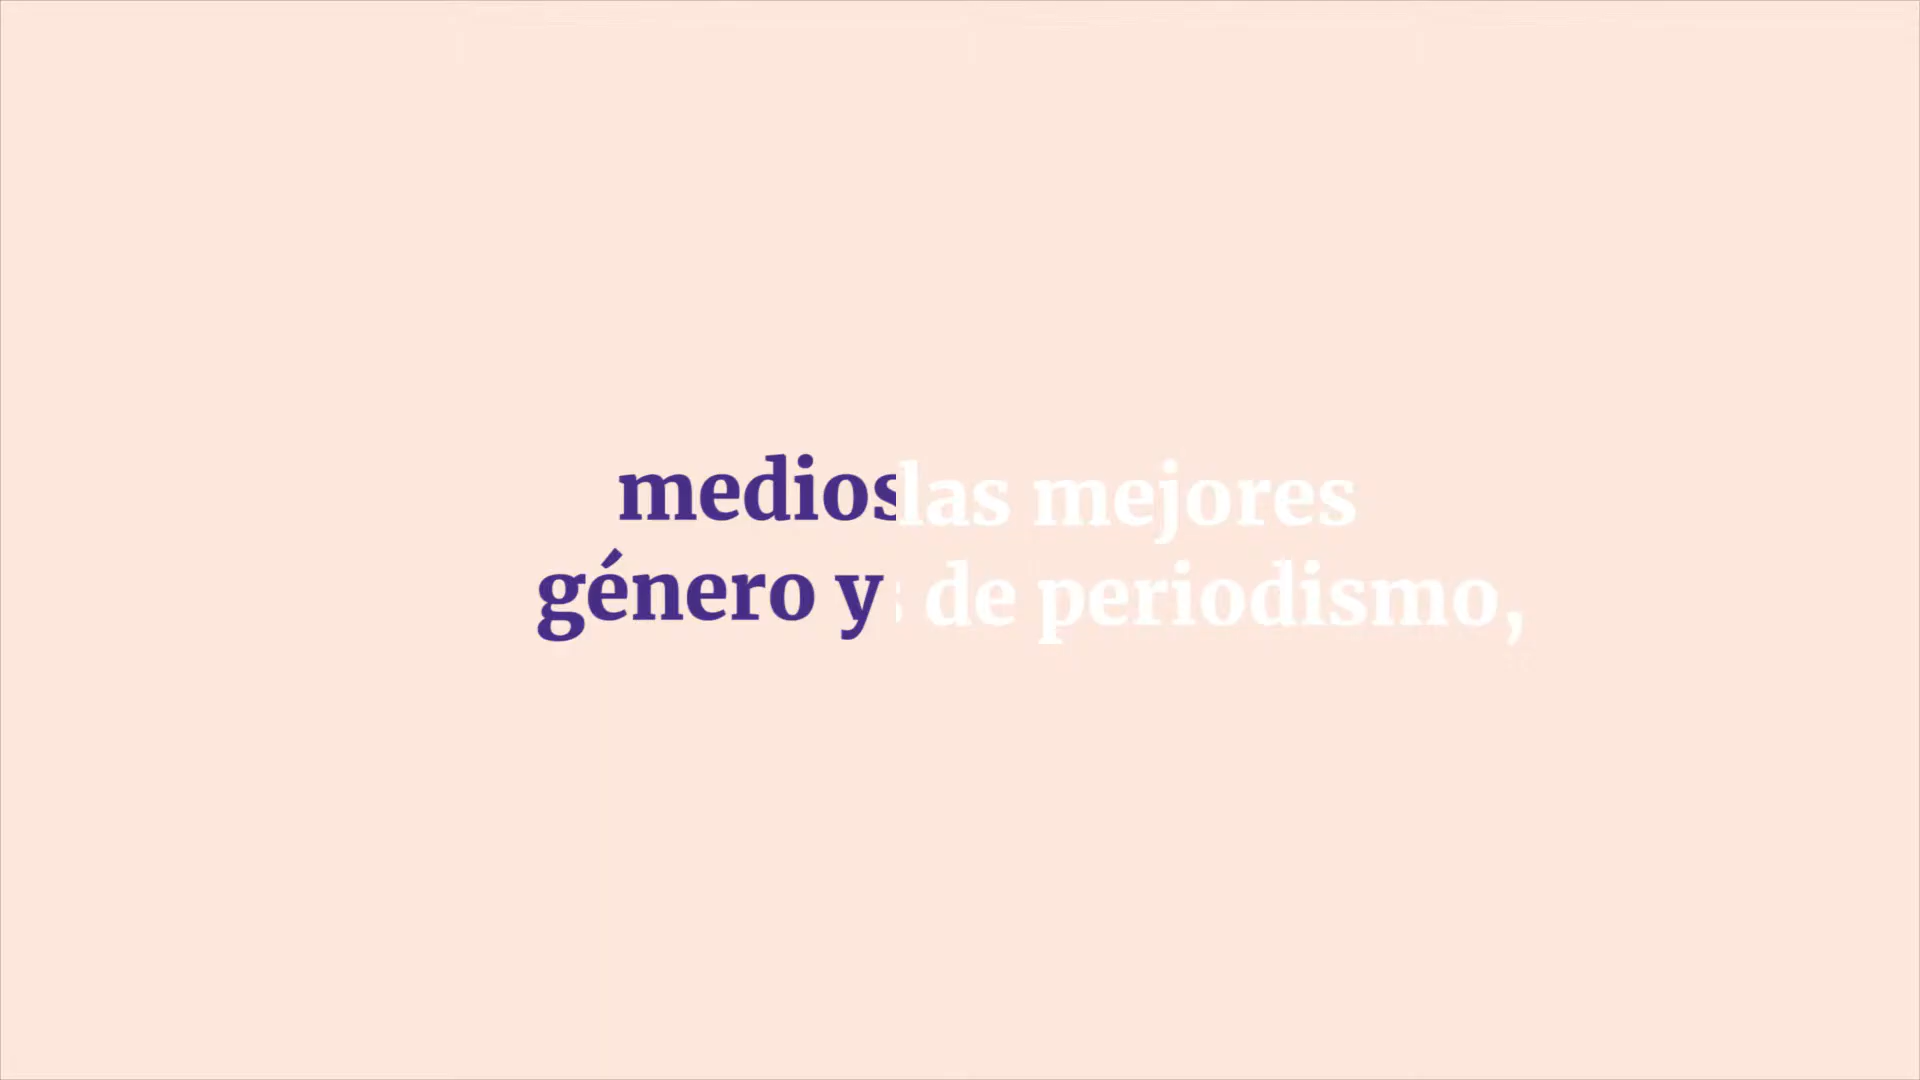 medios las mejores
género y s de periodismo,